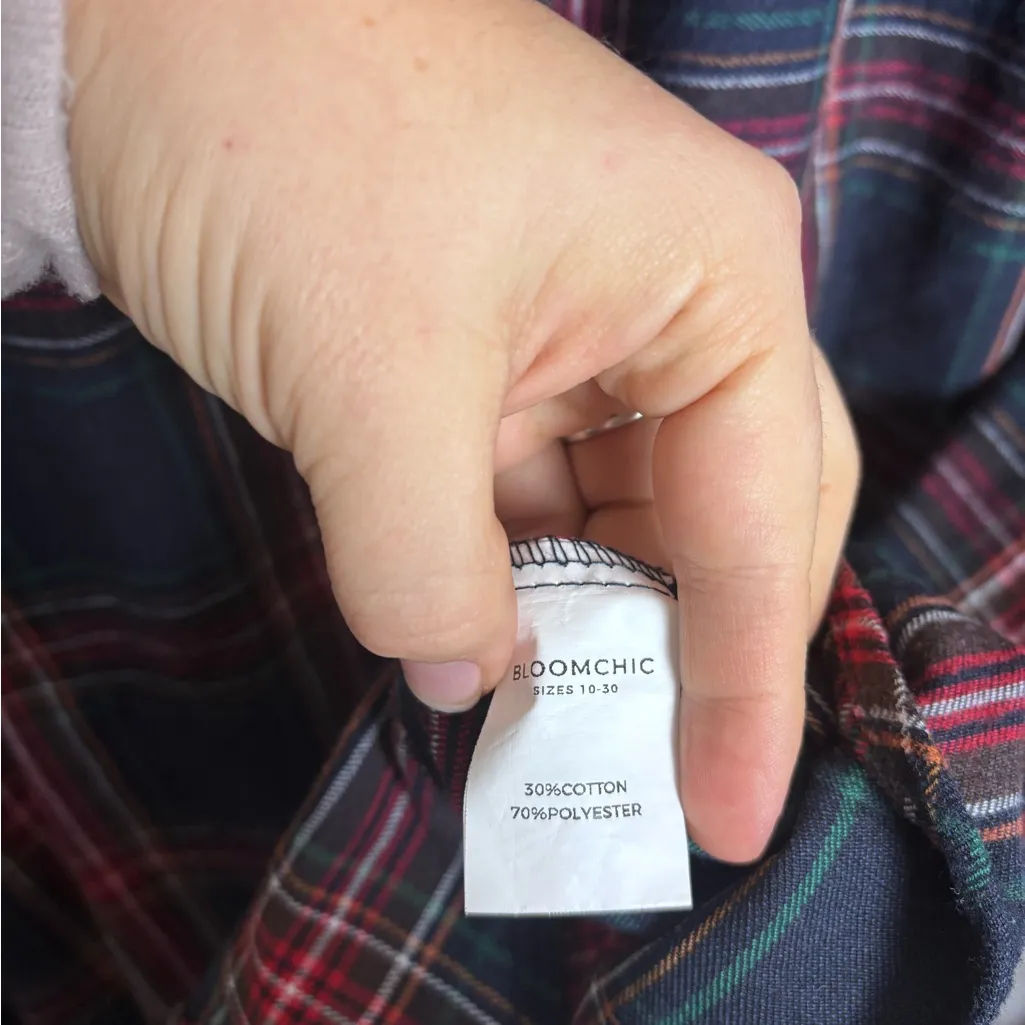 BLOOMCHIC
SIZES 10-30
30%COTTON
70%POLYESTER